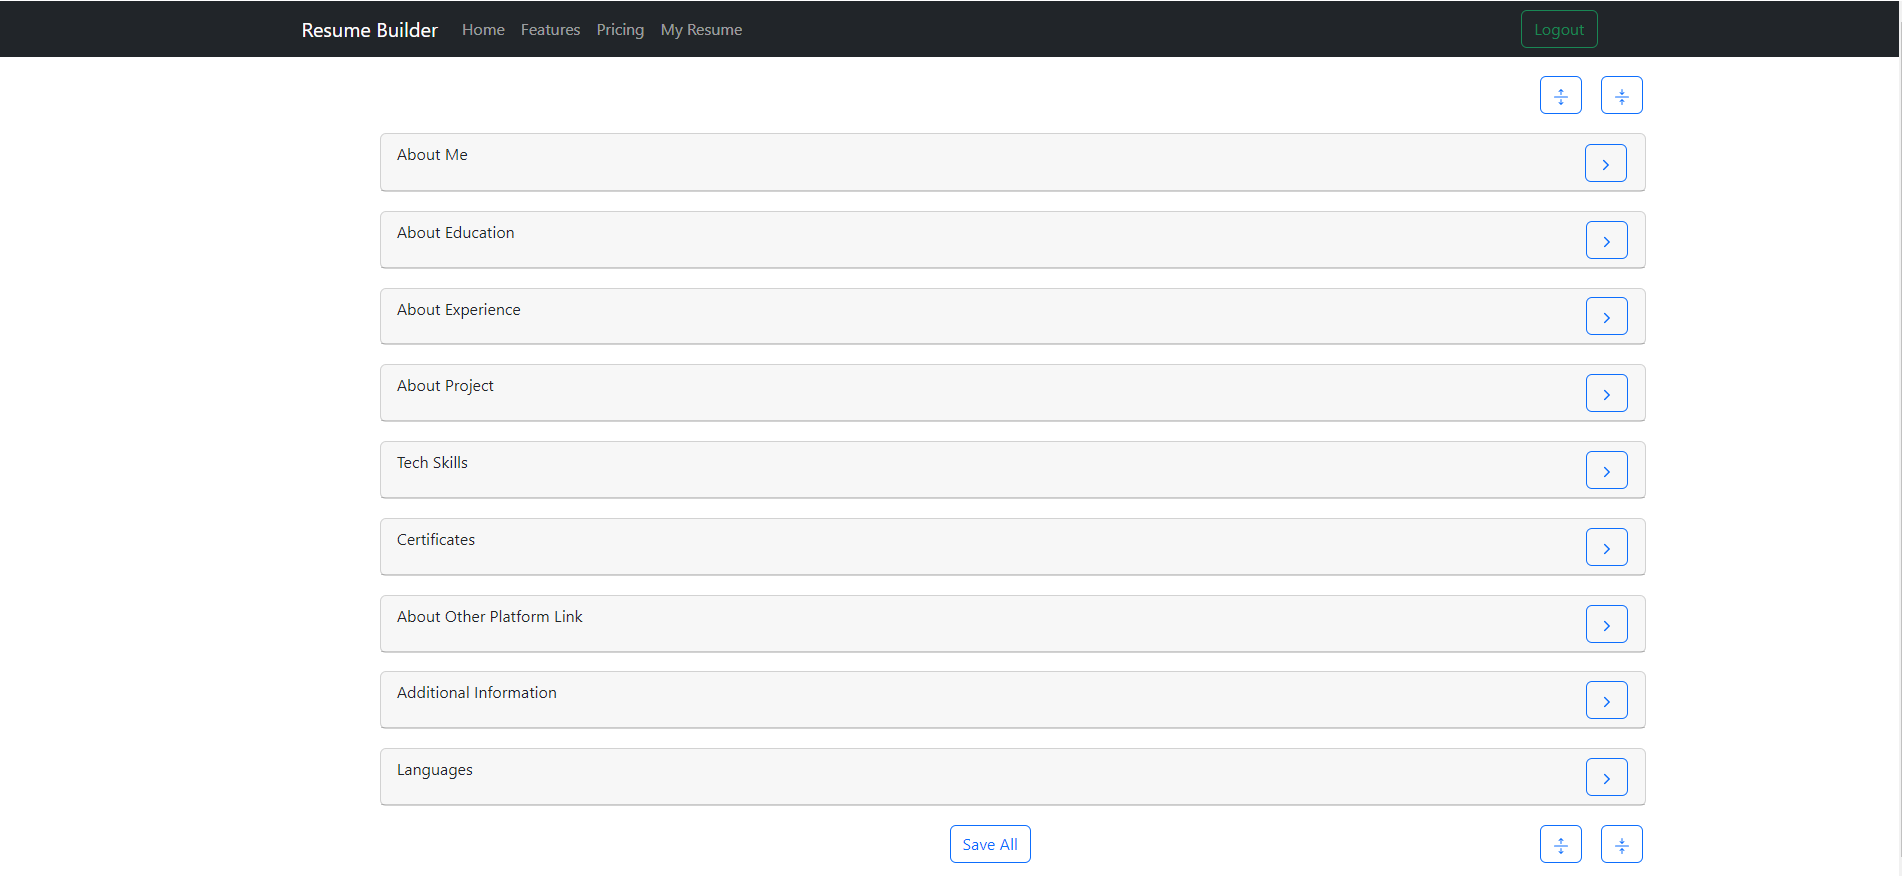 Resume Builder Home Features Pricing My Resume Logout
About Me
About Education
About Experience
About Project
Tech Skills
Certificates
About Other Platform Link
Additional Information
Languages
Save All